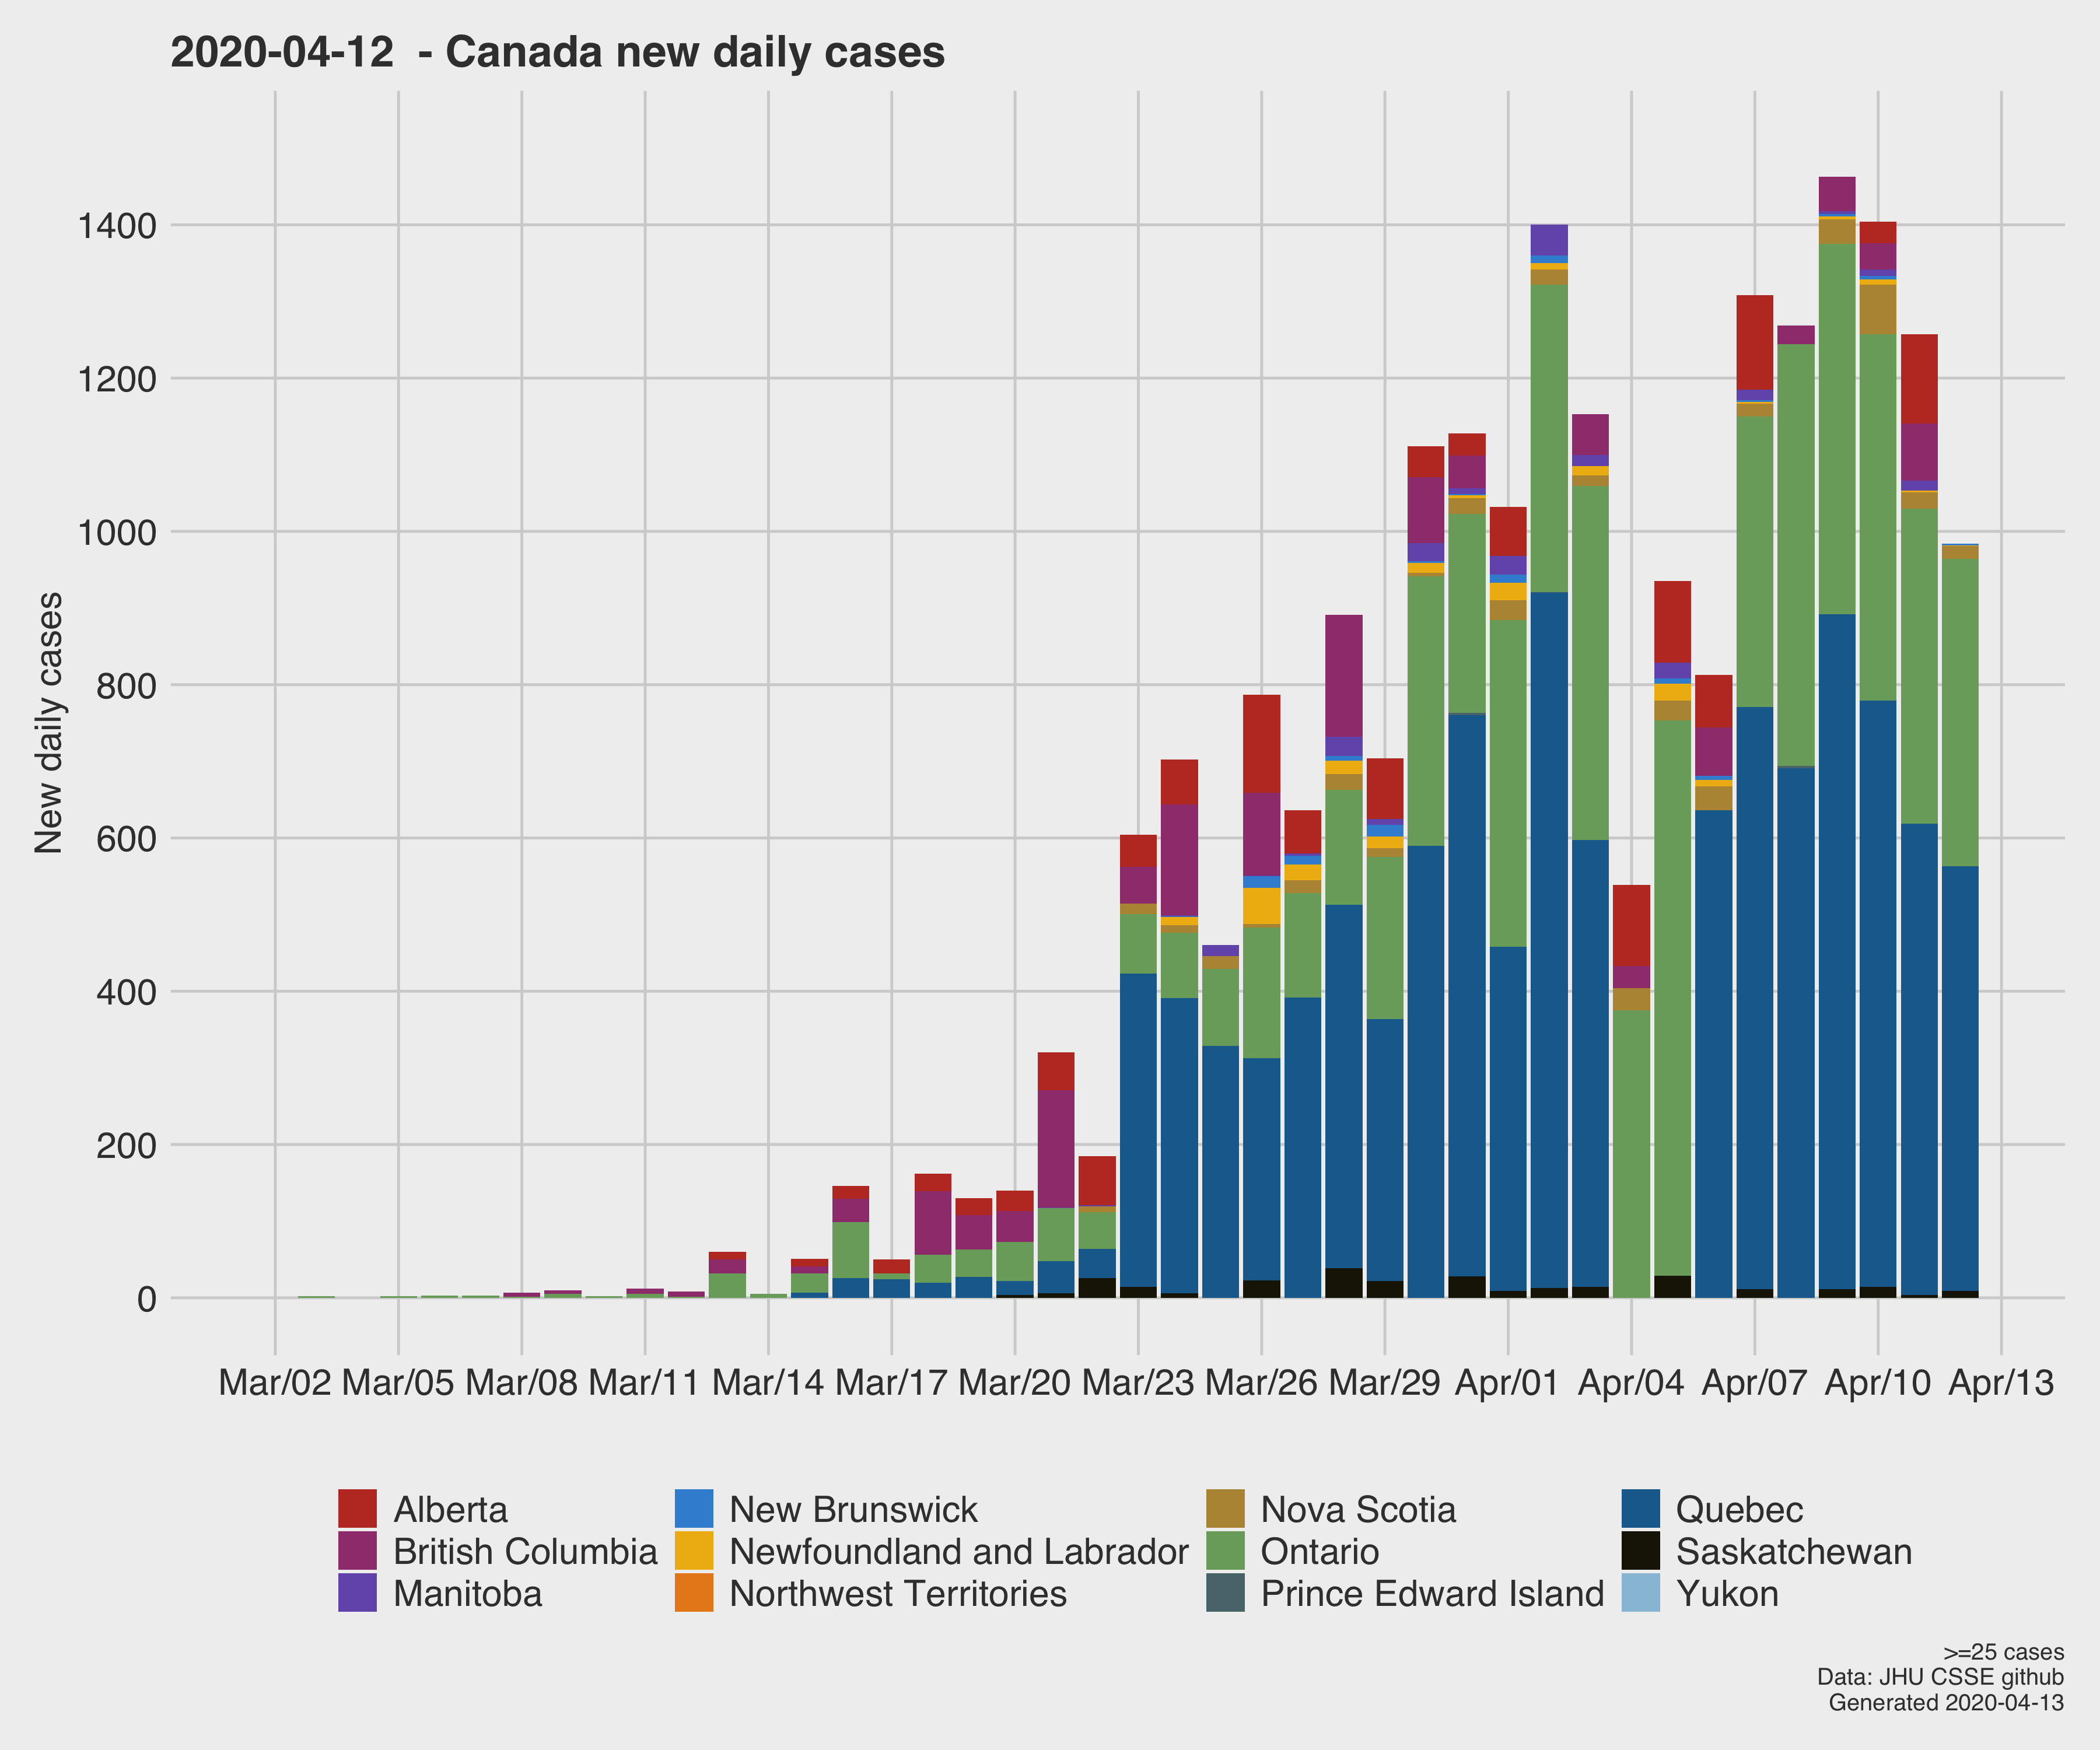 2020-04-12  - Canada new daily cases
New daily cases
1400
1200
1000
800
600
400
200
0
Mar/02 Mar/05 Mar/08 Mar/11 Mar/14 Mar/17 Mar/20 Mar/23 Mar/26 Mar/29 Apr/01 Apr/04 Apr/07 Apr/10 Apr/13
Alberta New Brunswick Nova Scotia Quebec
British Columbia Newfoundland and Labrador Ontario Saskatchewan
Manitoba Northwest Territories Prince Edward Island Yukon
>=25 cases
Data: JHU CSSE github
Generated 2020-04-13